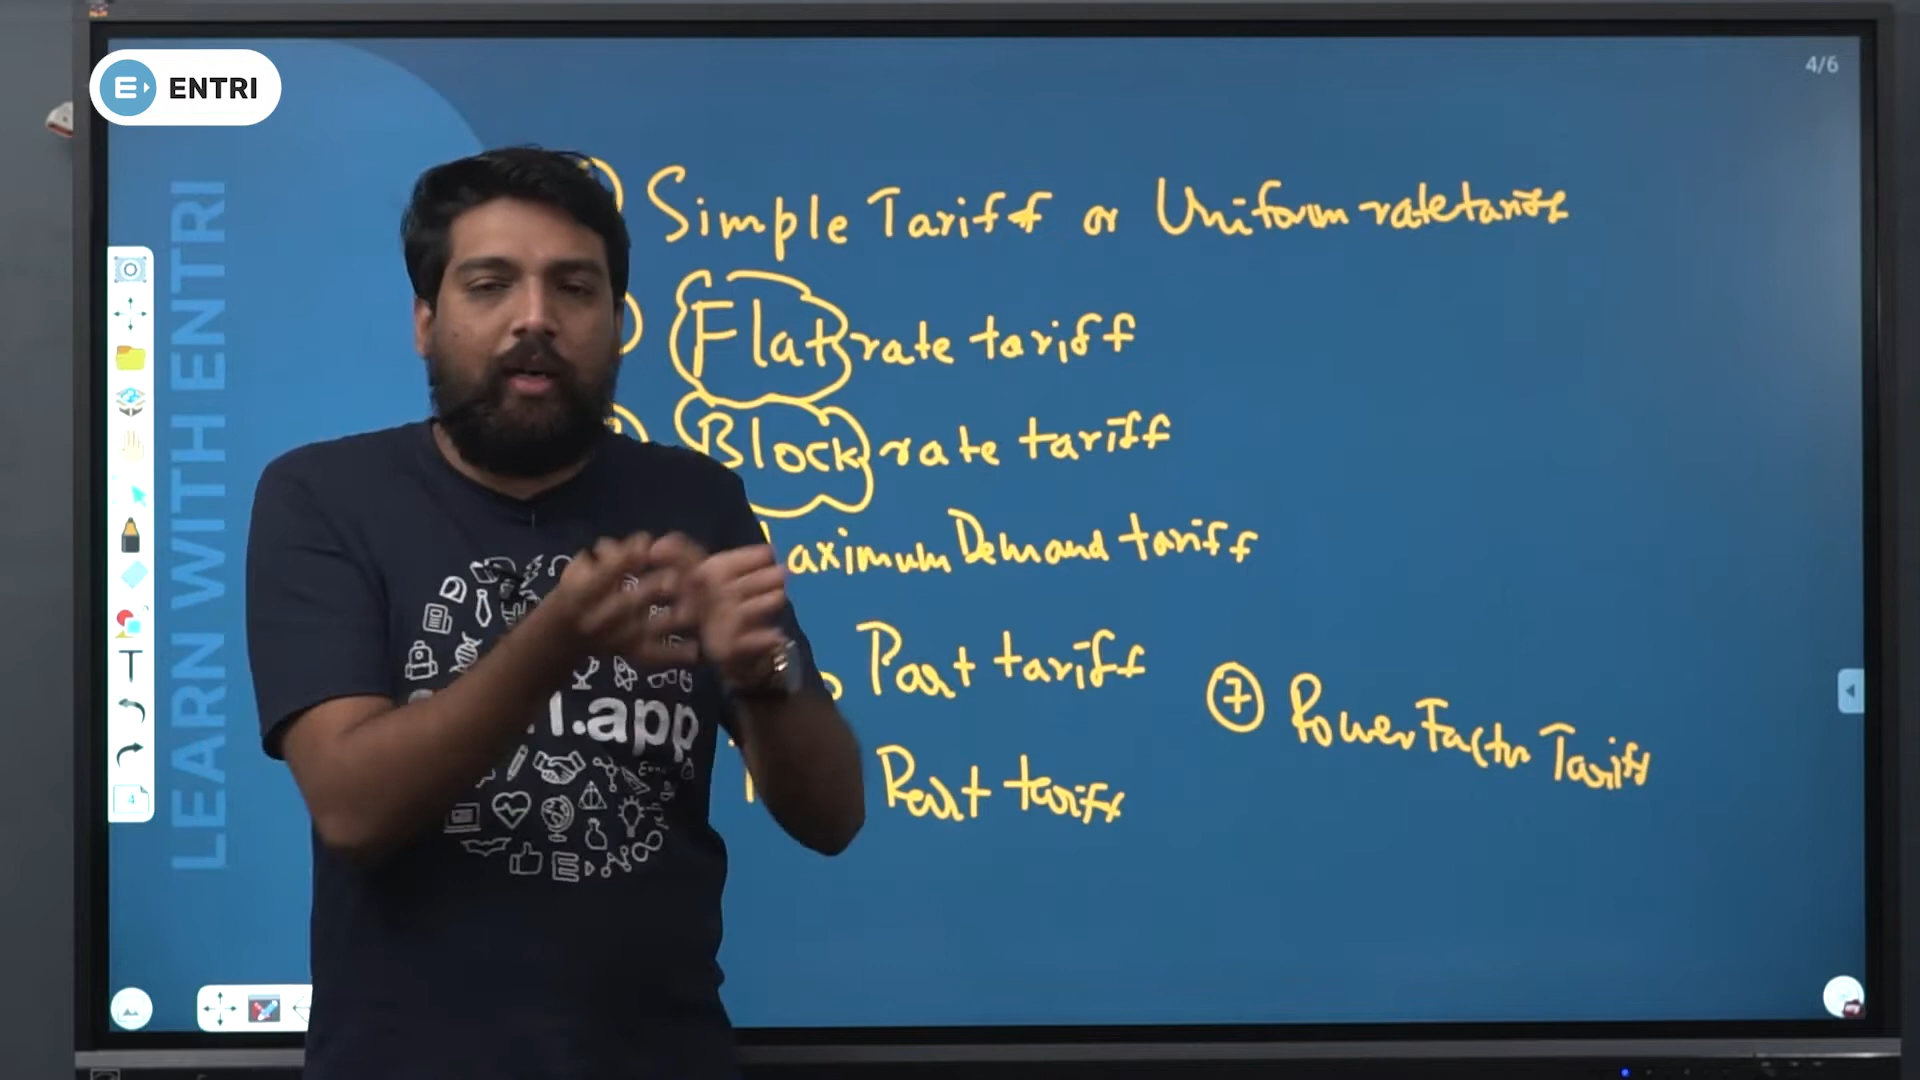 ENTRI
4/6
LEARN WITH ENTRI
Simple Tariff or Uniform rate tariff
Flat rate tariff
Block rate tariff
aximum Demand tariff
Part tariff
7 Power Factor Tariff
Part tariff
.app
T
4